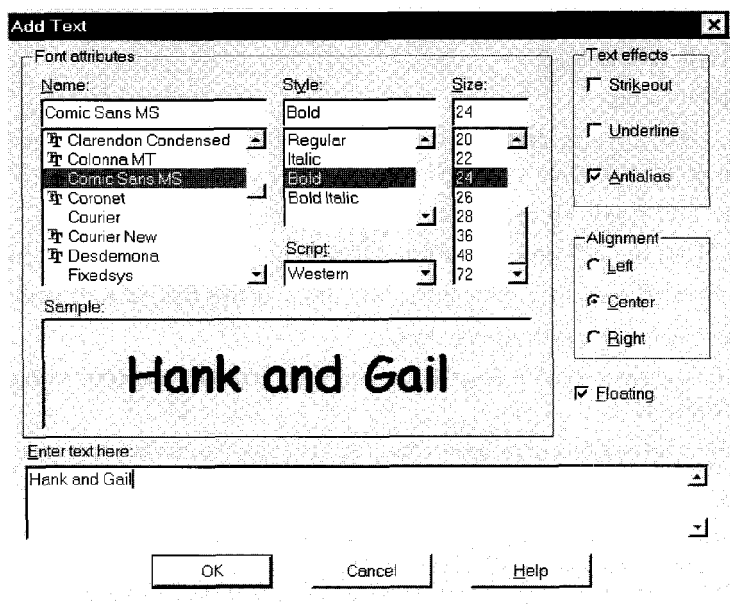 Add Text
Font attributes
Name:
Style:
Size:
Comic Sans MS
Bold
24
Clarendon Condensed
Colonna MT
Comic Sans MS
Coronet
Courier
Courier New
Desdemona
Fixedsys
Regular
Italic
Bold
Bold Italic
Script:
Western
20
22
24
26
28
36
48
72
Sample:
Hank and Gail
Text effects
Strikeout
Underline
Antialias
Alignment
Left
Center
Right
Floating
Enter text here:
Hank and Gail
OK
Cancel
Help